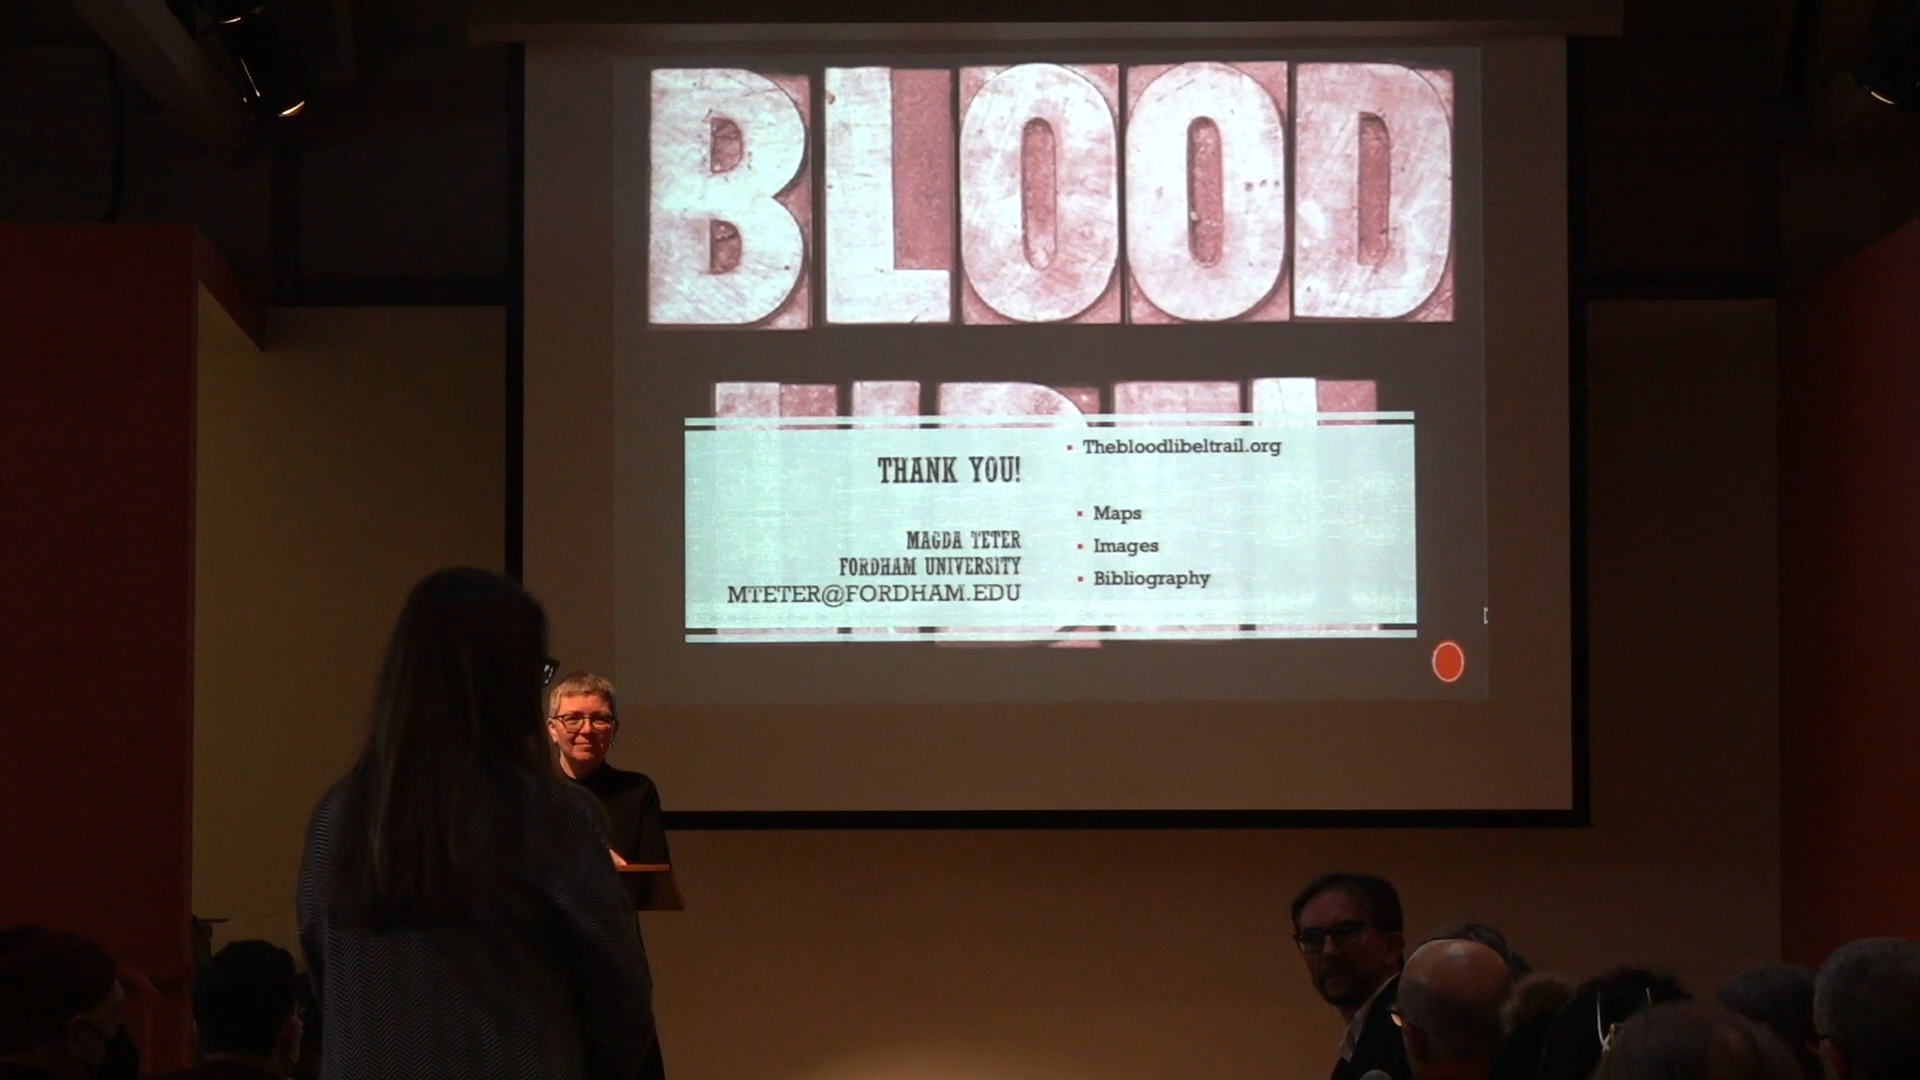 BLOOD
THANK YOU!
MAGDA TETER
FORDHAM UNIVERSITY
MTETER@FORDHAM.EDU
Thebloodlibeltrail.org
Maps
Images
Bibliography